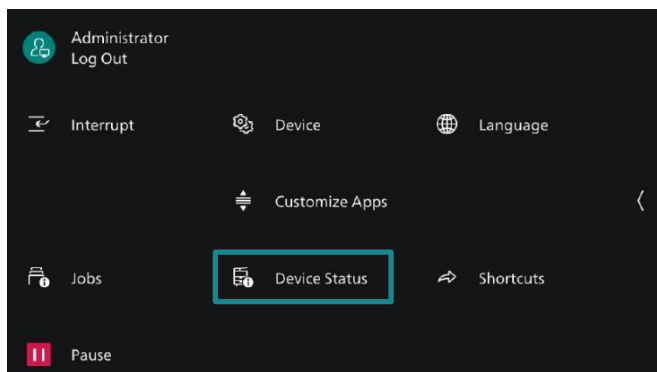 Administrator
Log Out
Interrupt
Device
Language
Customize Apps
Jobs
Device Status
Shortcuts
Pause